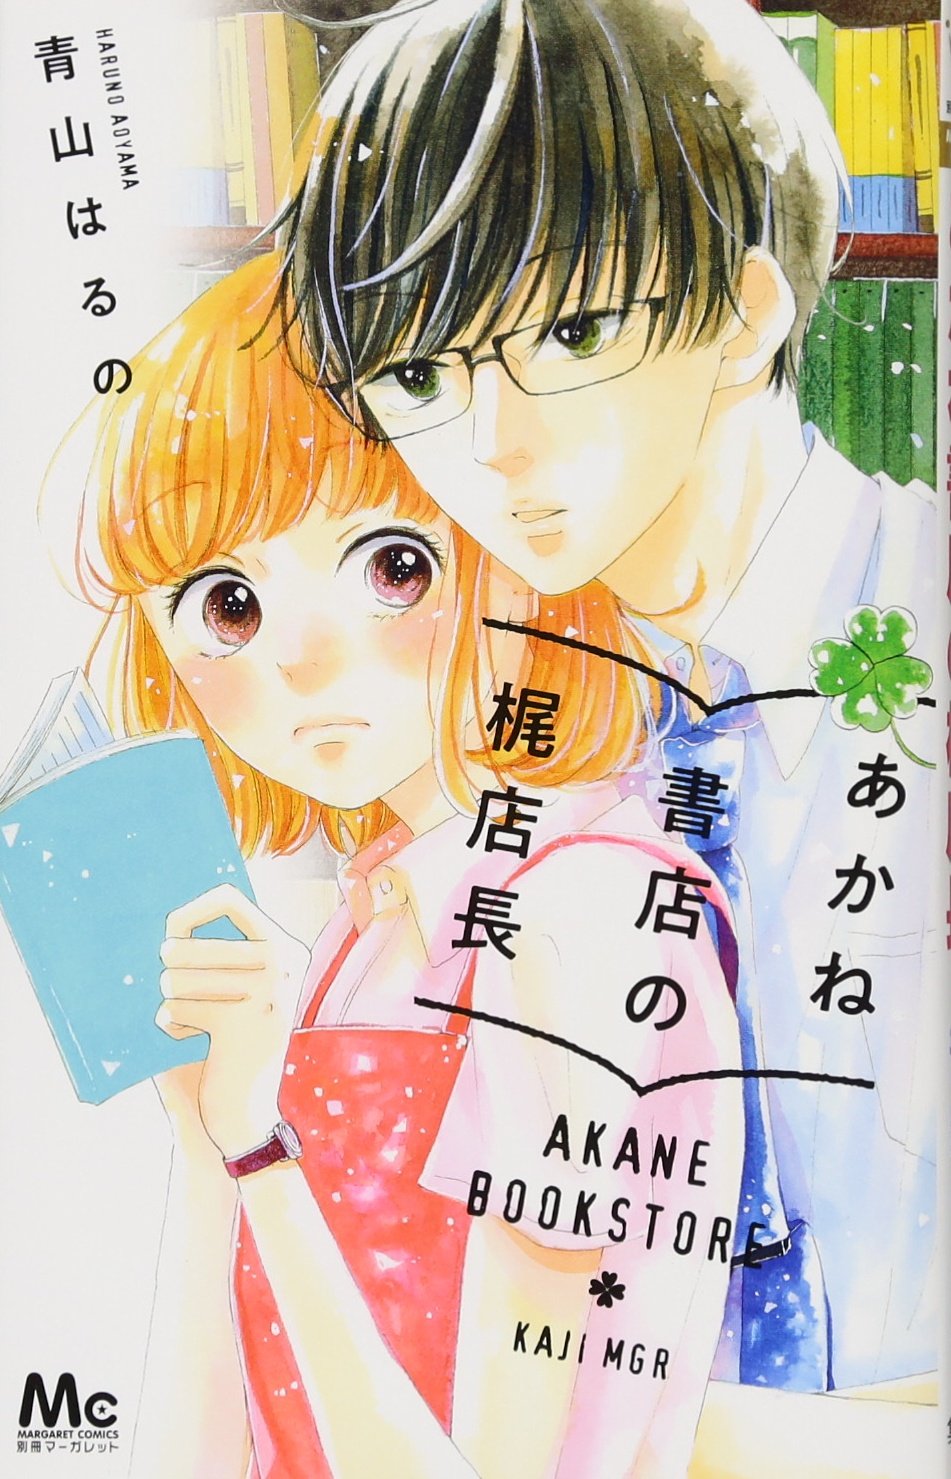 青山はるの
HARUNO AOYAMA
あかね
書店の
梶店長
AKANE
BOOKSTORE
KAJI MGR
Mc
MARGARET COMICS
別冊マーガレット